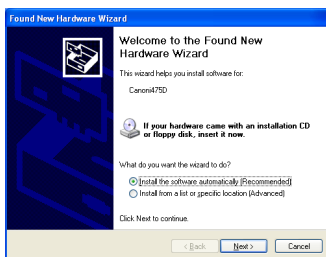 Found New Hardware Wizard
Welcome to the Found New
Hardware Wizard
This wizard helps you install software for:
Canoni475D
If your hardware came with an installation CD
or floppy disk, insert it now.
What do you want the wizard to do?
Install the software automatically (Recommended)
Install from a list or specific location (Advanced)
Click Next to continue.
< Back Next > Cancel